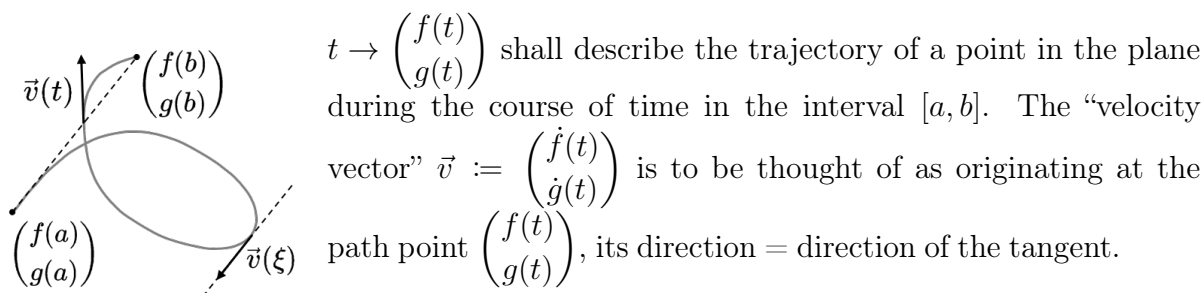 t → (f(t) g(t)) shall describe the trajectory of a point in the plane
during the course of time in the interval [a, b]. The “velocity
vector” v⃗ := (ḟ(t) ġ(t)) is to be thought of as originating at the
path point (f(t) g(t)), its direction = direction of the tangent.
v⃗(t)
(f(b) g(b))
(f(a) g(a))
v⃗(ξ)